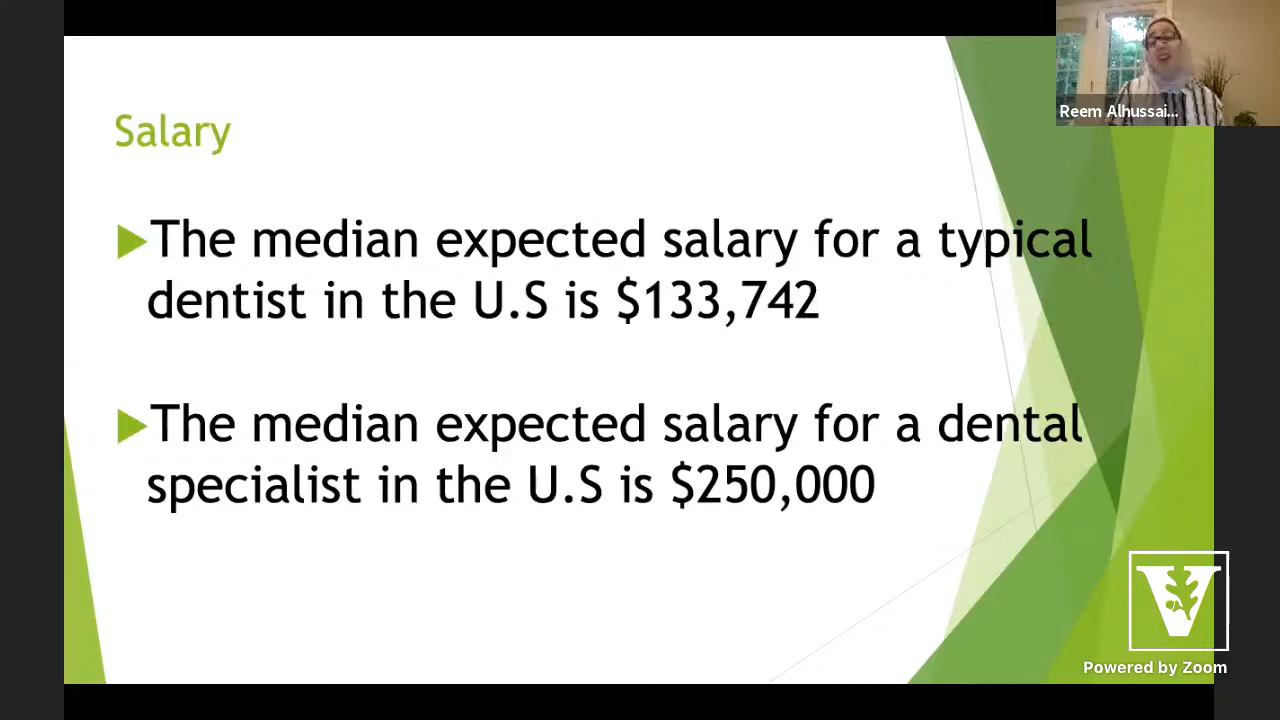 Reem Alhussai...
Salary
The median expected salary for a typical
dentist in the U.S is $133,742
The median expected salary for a dental
specialist in the U.S is $250,000
V
Powered by Zoom